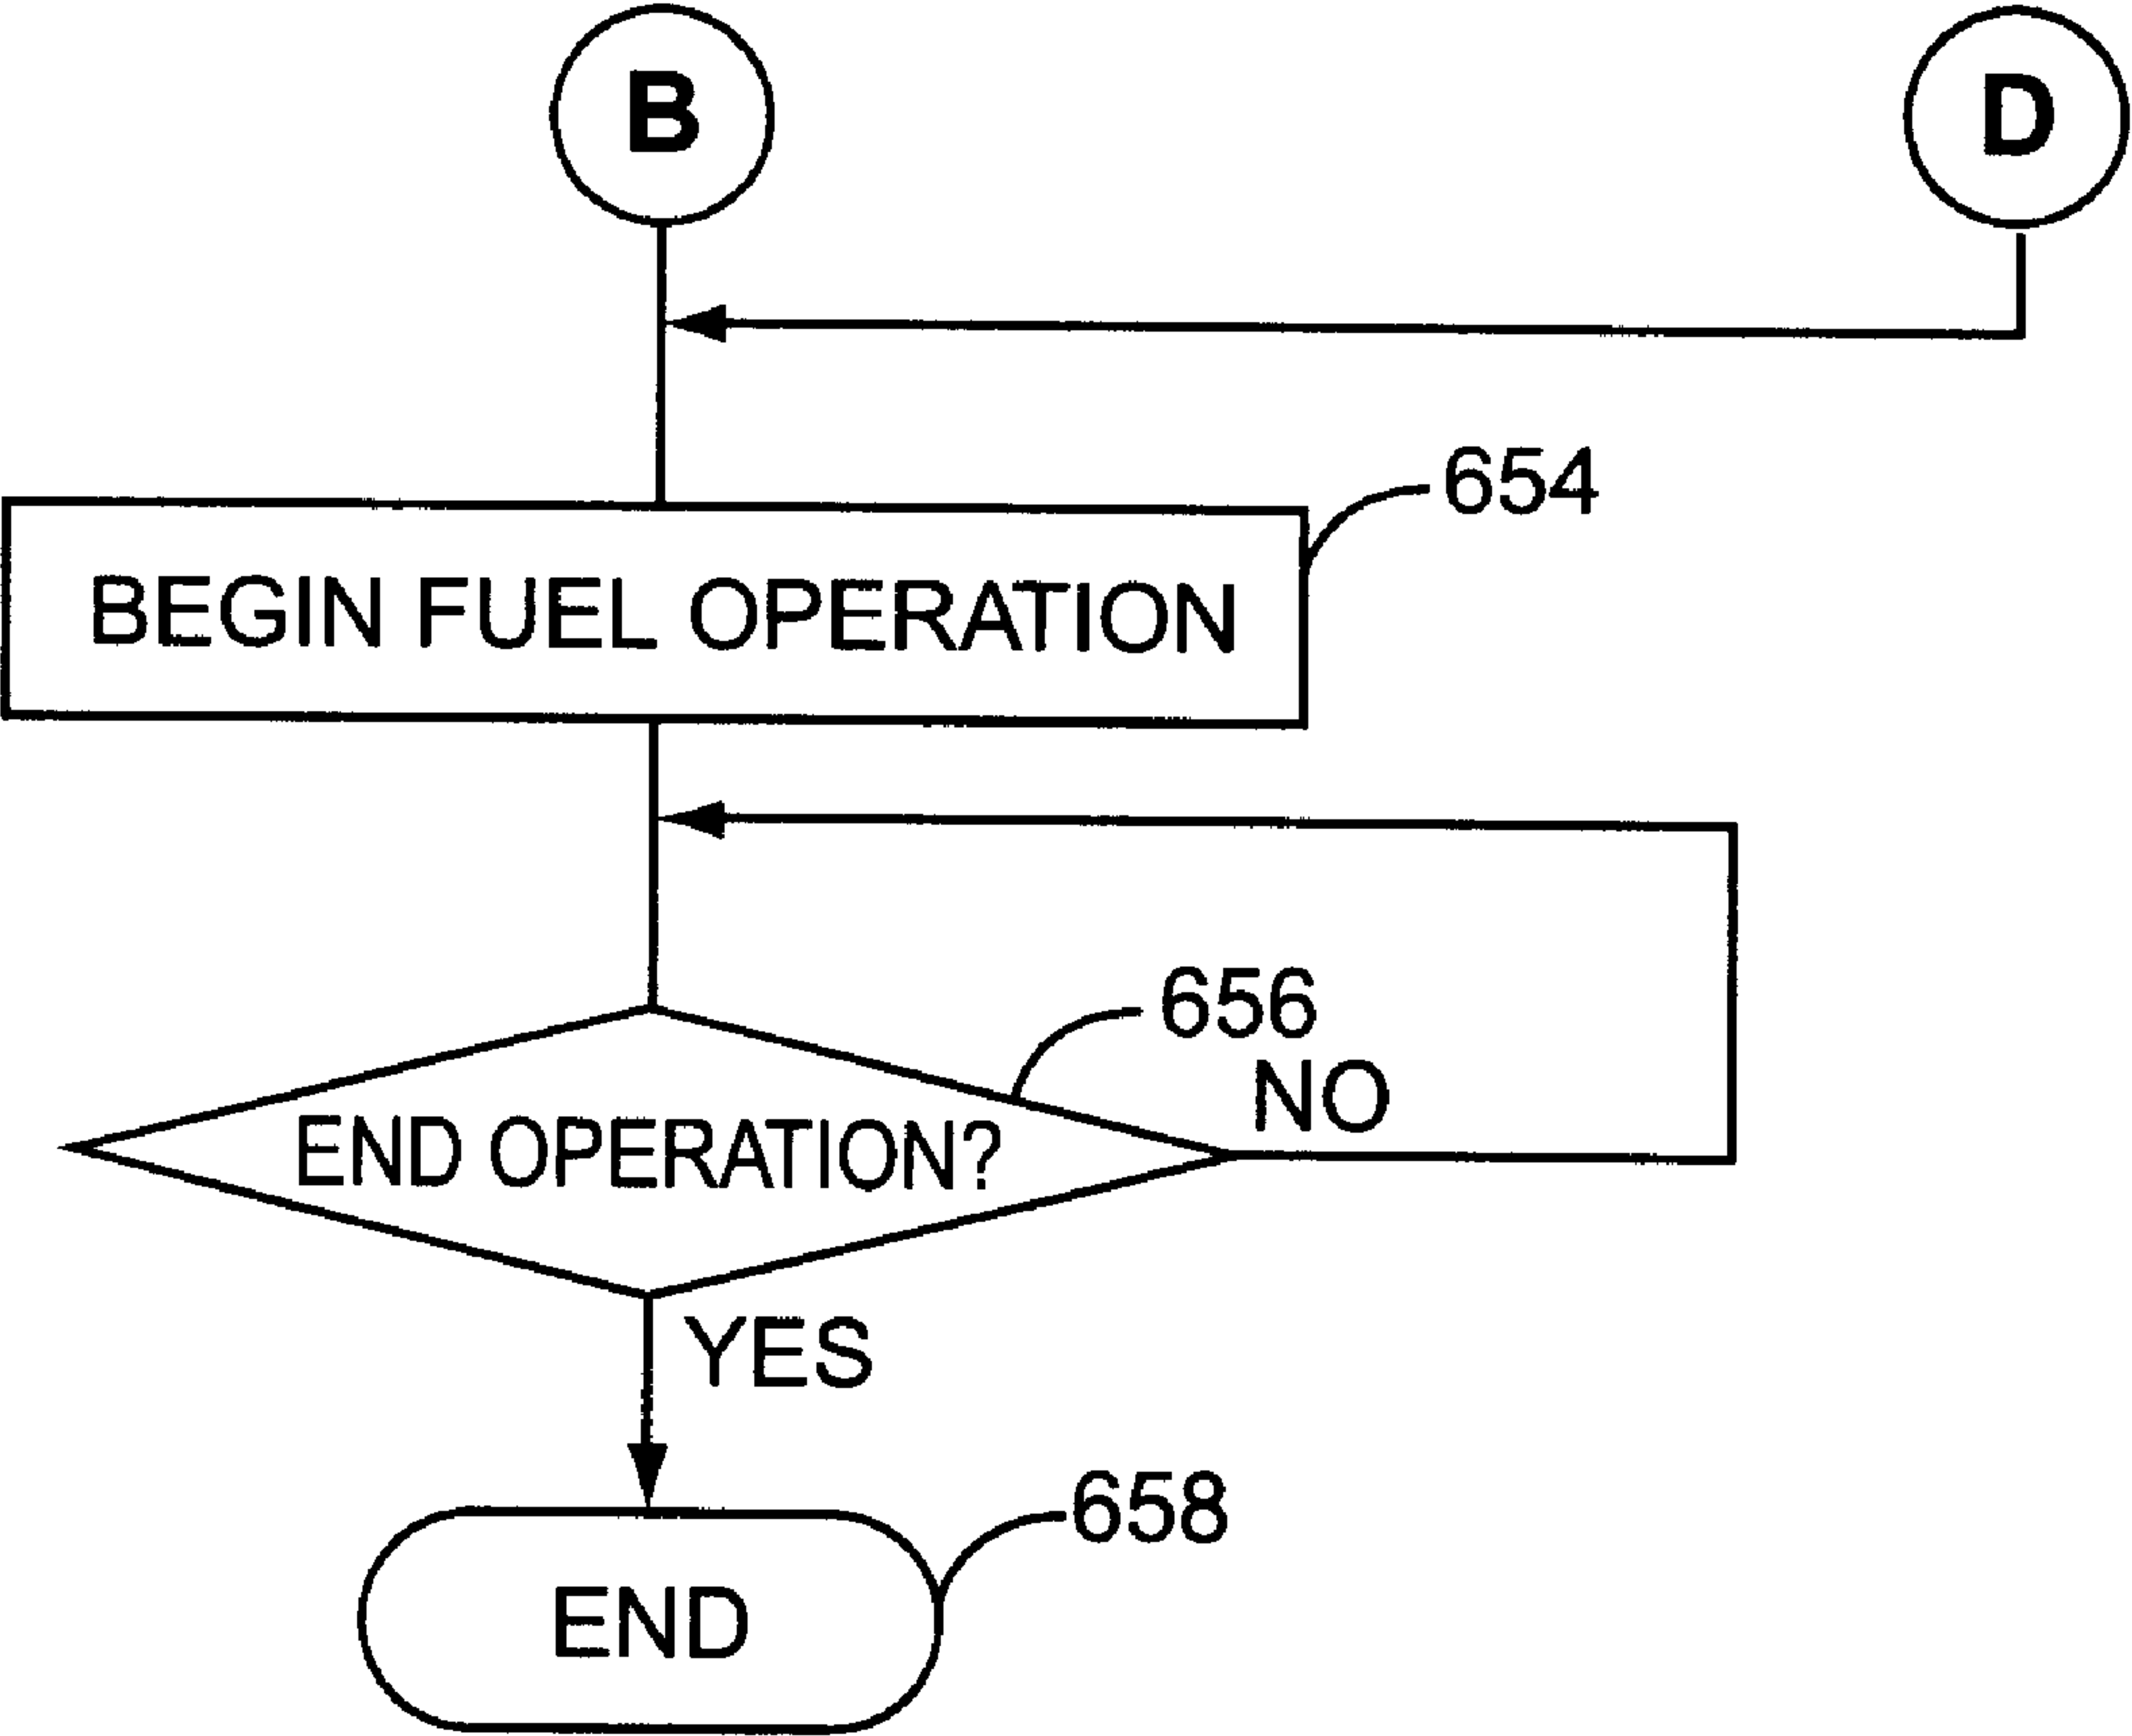 B
D
654
BEGIN FUEL OPERATION
656
NO
END OPERATION?
YES
658
END